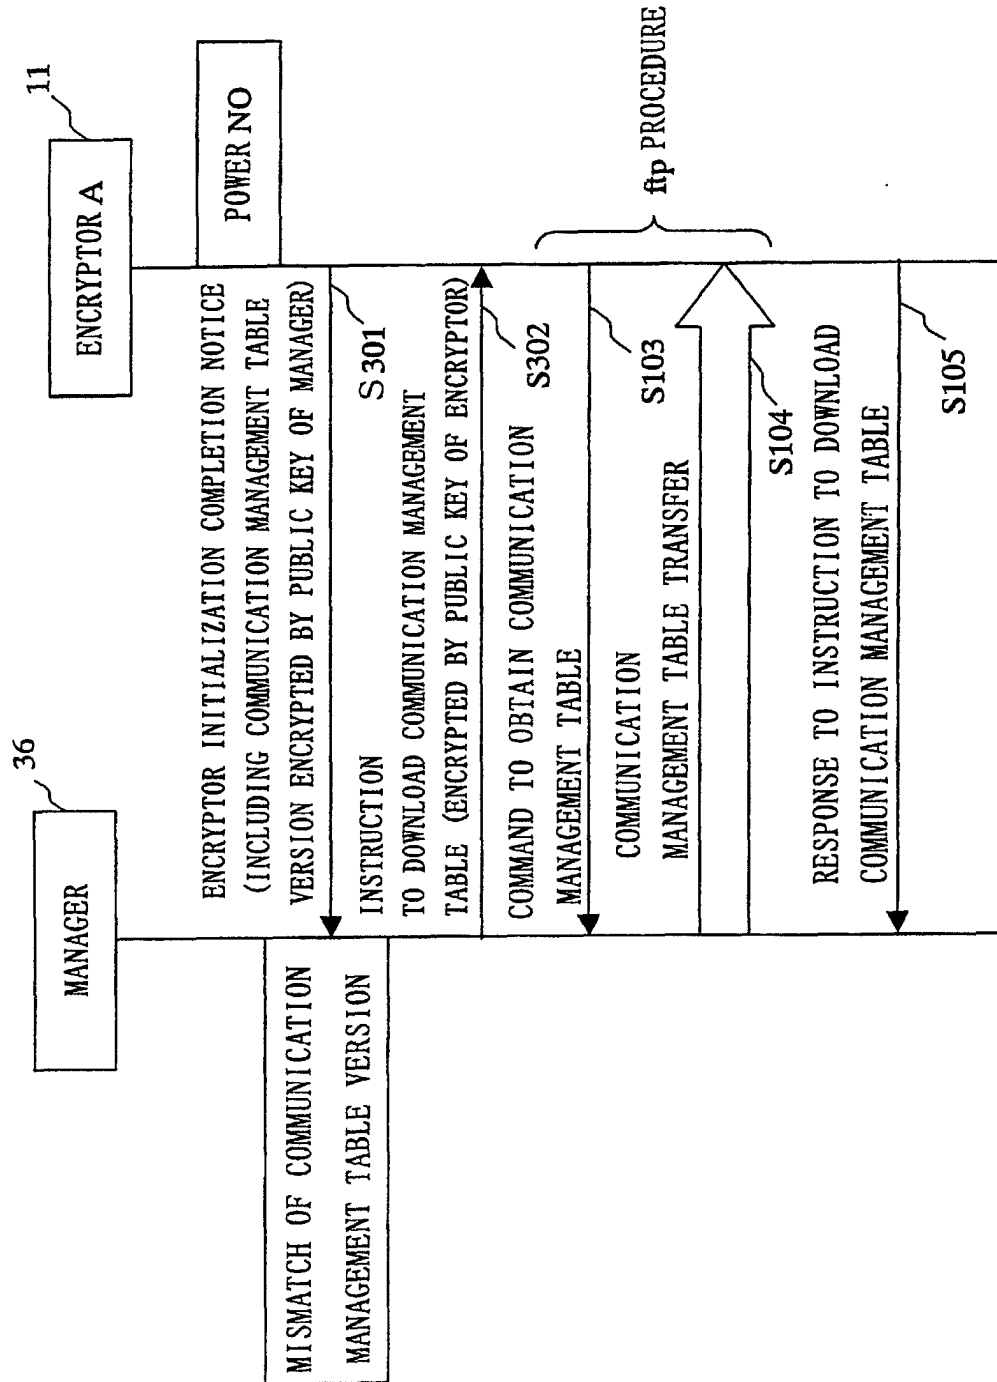 36
MANAGER
11
ENCRYPTOR A
POWER NO
ENCRYPTOR INITIALIZATION COMPLETION NOTICE
(INCLUDING COMMUNICATION MANAGEMENT TABLE
VERSION ENCRYPTED BY PUBLIC KEY OF MANAGER)
S301
MISMATCH OF COMMUNICATION
MANAGEMENT TABLE VERSION
INSTRUCTION
TO DOWNLOAD COMMUNICATION MANAGEMENT
TABLE (ENCRYPTED BY PUBLIC KEY OF ENCRYPTOR)
S302
COMMAND TO OBTAIN COMMUNICATION
MANAGEMENT TABLE
S103
ftp PROCEDURE
COMMUNICATION
MANAGEMENT TABLE TRANSFER
S104
RESPONSE TO INSTRUCTION TO DOWNLOAD
COMMUNICATION MANAGEMENT TABLE
S105